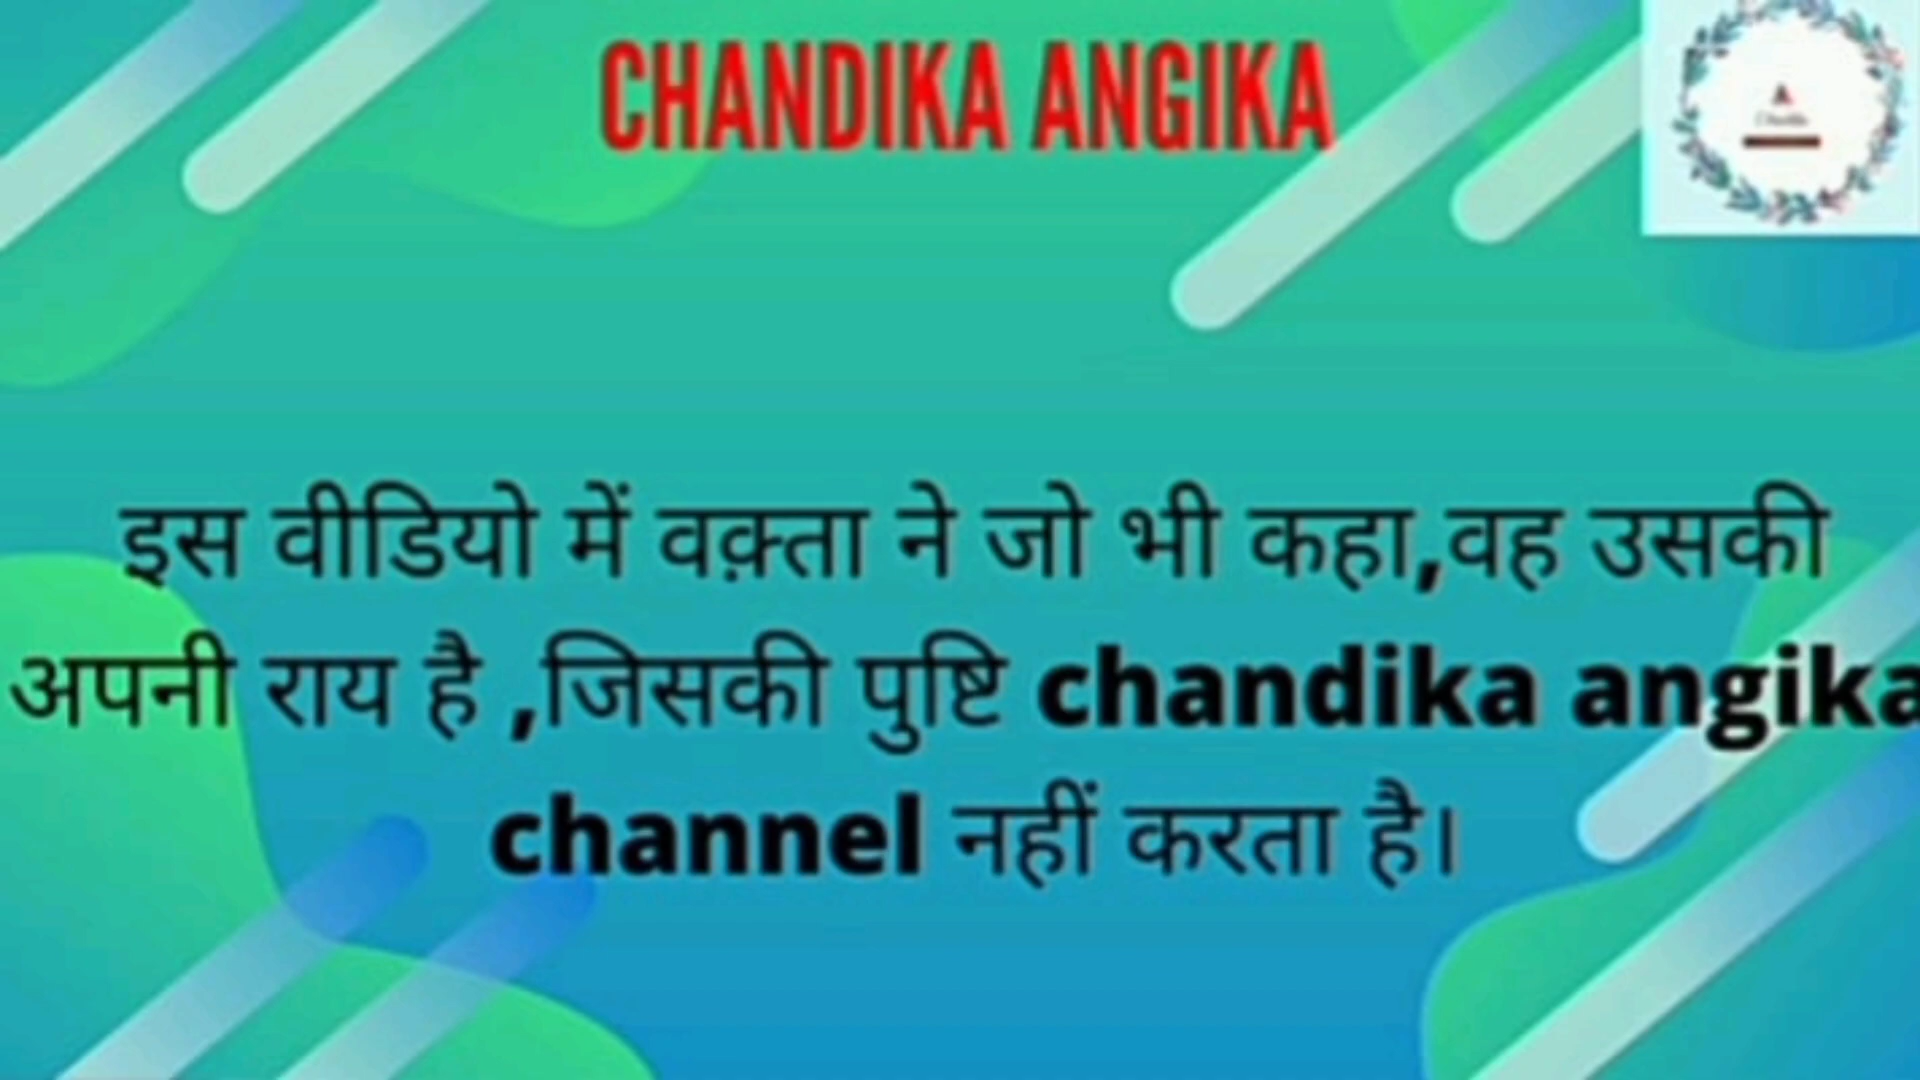 CHANDIKA ANGIKA
इस वीडियो में वक़्ता ने जो भी कहा,वह उसकी
अपनी राय है ,जिसकी पुष्टि chandika angika
channel नहीं करता है।